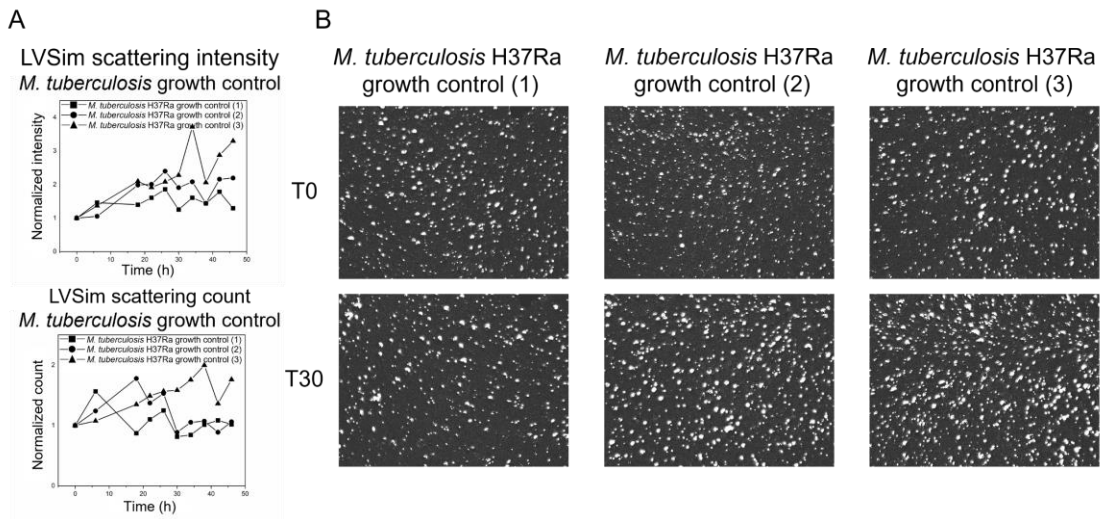 A
LVSim scattering intensity
M. tuberculosis growth control
M. tuberculosis H37Ra growth control (1)
M. tuberculosis H37Ra growth control (2)
M. tuberculosis H37Ra growth control (3)
4
3
2
1
Normalized intensity
0 10 20 30 40 50
Time (h)
LVSim scattering count
M. tuberculosis growth control
M. tuberculosis H37Ra growth control (1)
M. tuberculosis H37Ra growth control (2)
M. tuberculosis H37Ra growth control (3)
2
1
0
Normalized count
0 10 20 30 40 50
Time (h)
B
M. tuberculosis H37Ra
growth control (1)
M. tuberculosis H37Ra
growth control (2)
M. tuberculosis H37Ra
growth control (3)
T0
T30